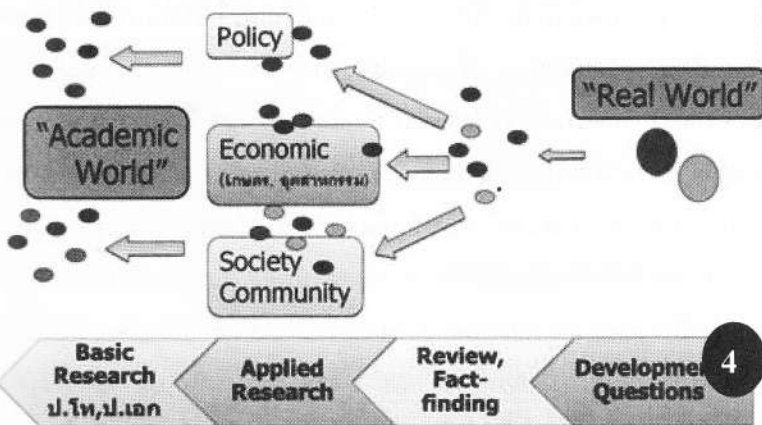 Policy
"Real World"
"Academic
World"
Economic
(เกษตร, อุตสาหกรรม)
Society
Community
Basic
Research
ป.โท,ป.เอก
Applied
Research
Review,
Fact-
finding
Developmen
Questions
4